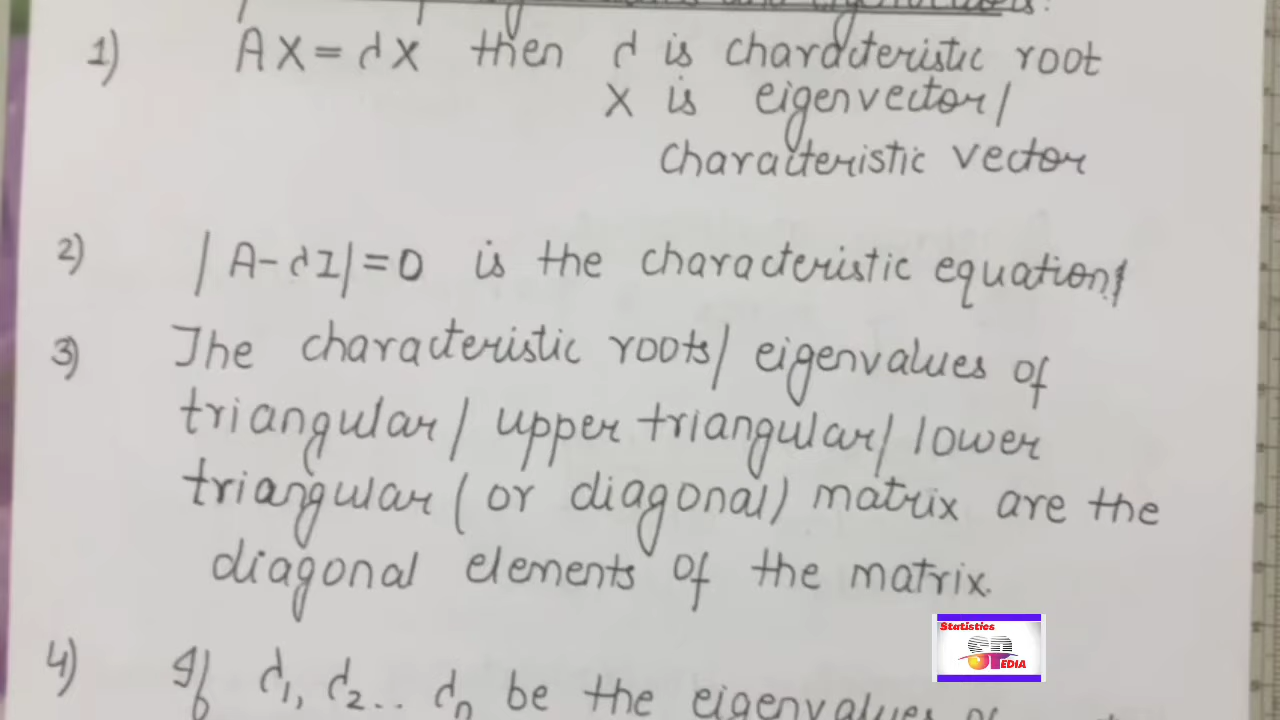 1) AX = λX then λ is characteristic root
X is eigenvector/
characteristic vector
2) |A-λI|=0 is the characteristic equation
3) The characteristic roots/ eigenvalues of
triangular/ upper triangular/ lower
triangular (or diagonal) matrix are the
diagonal elements of the matrix.
Statistics
PEDIA
4) If λ1, λ2.. λn be the eigenvalues